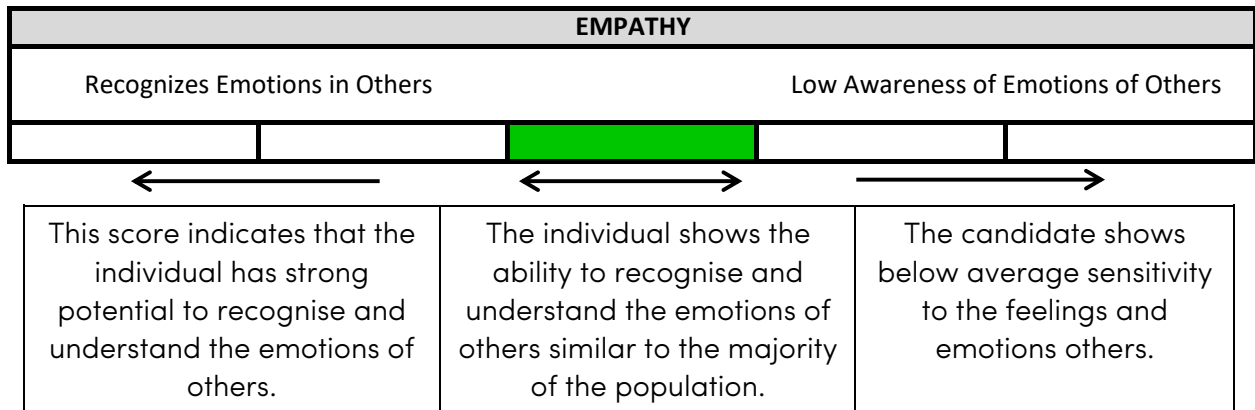 EMPATHY
Recognizes Emotions in Others
Low Awareness of Emotions of Others
This score indicates that the
individual has strong
potential to recognise and
understand the emotions of
others.
The individual shows the
ability to recognise and
understand the emotions of
others similar to the majority
of the population.
The candidate shows
below average sensitivity
to the feelings and
emotions others.